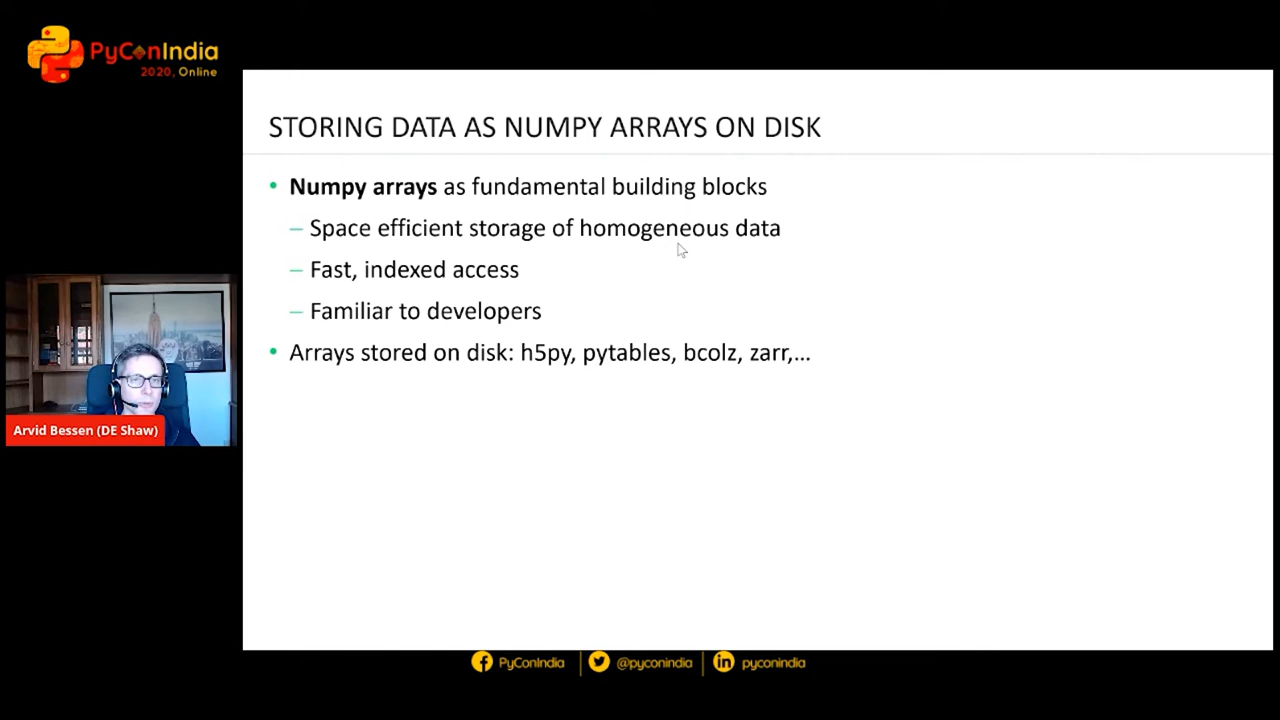 PyConIndia
2020, Online
STORING DATA AS NUMPY ARRAYS ON DISK
• Numpy arrays as fundamental building blocks
– Space efficient storage of homogeneous data
– Fast, indexed access
– Familiar to developers
• Arrays stored on disk: h5py, pytables, bcolz, zarr,...
Arvid Bessen (DE Shaw)
PyConIndia
@pyconindia
pyconindia